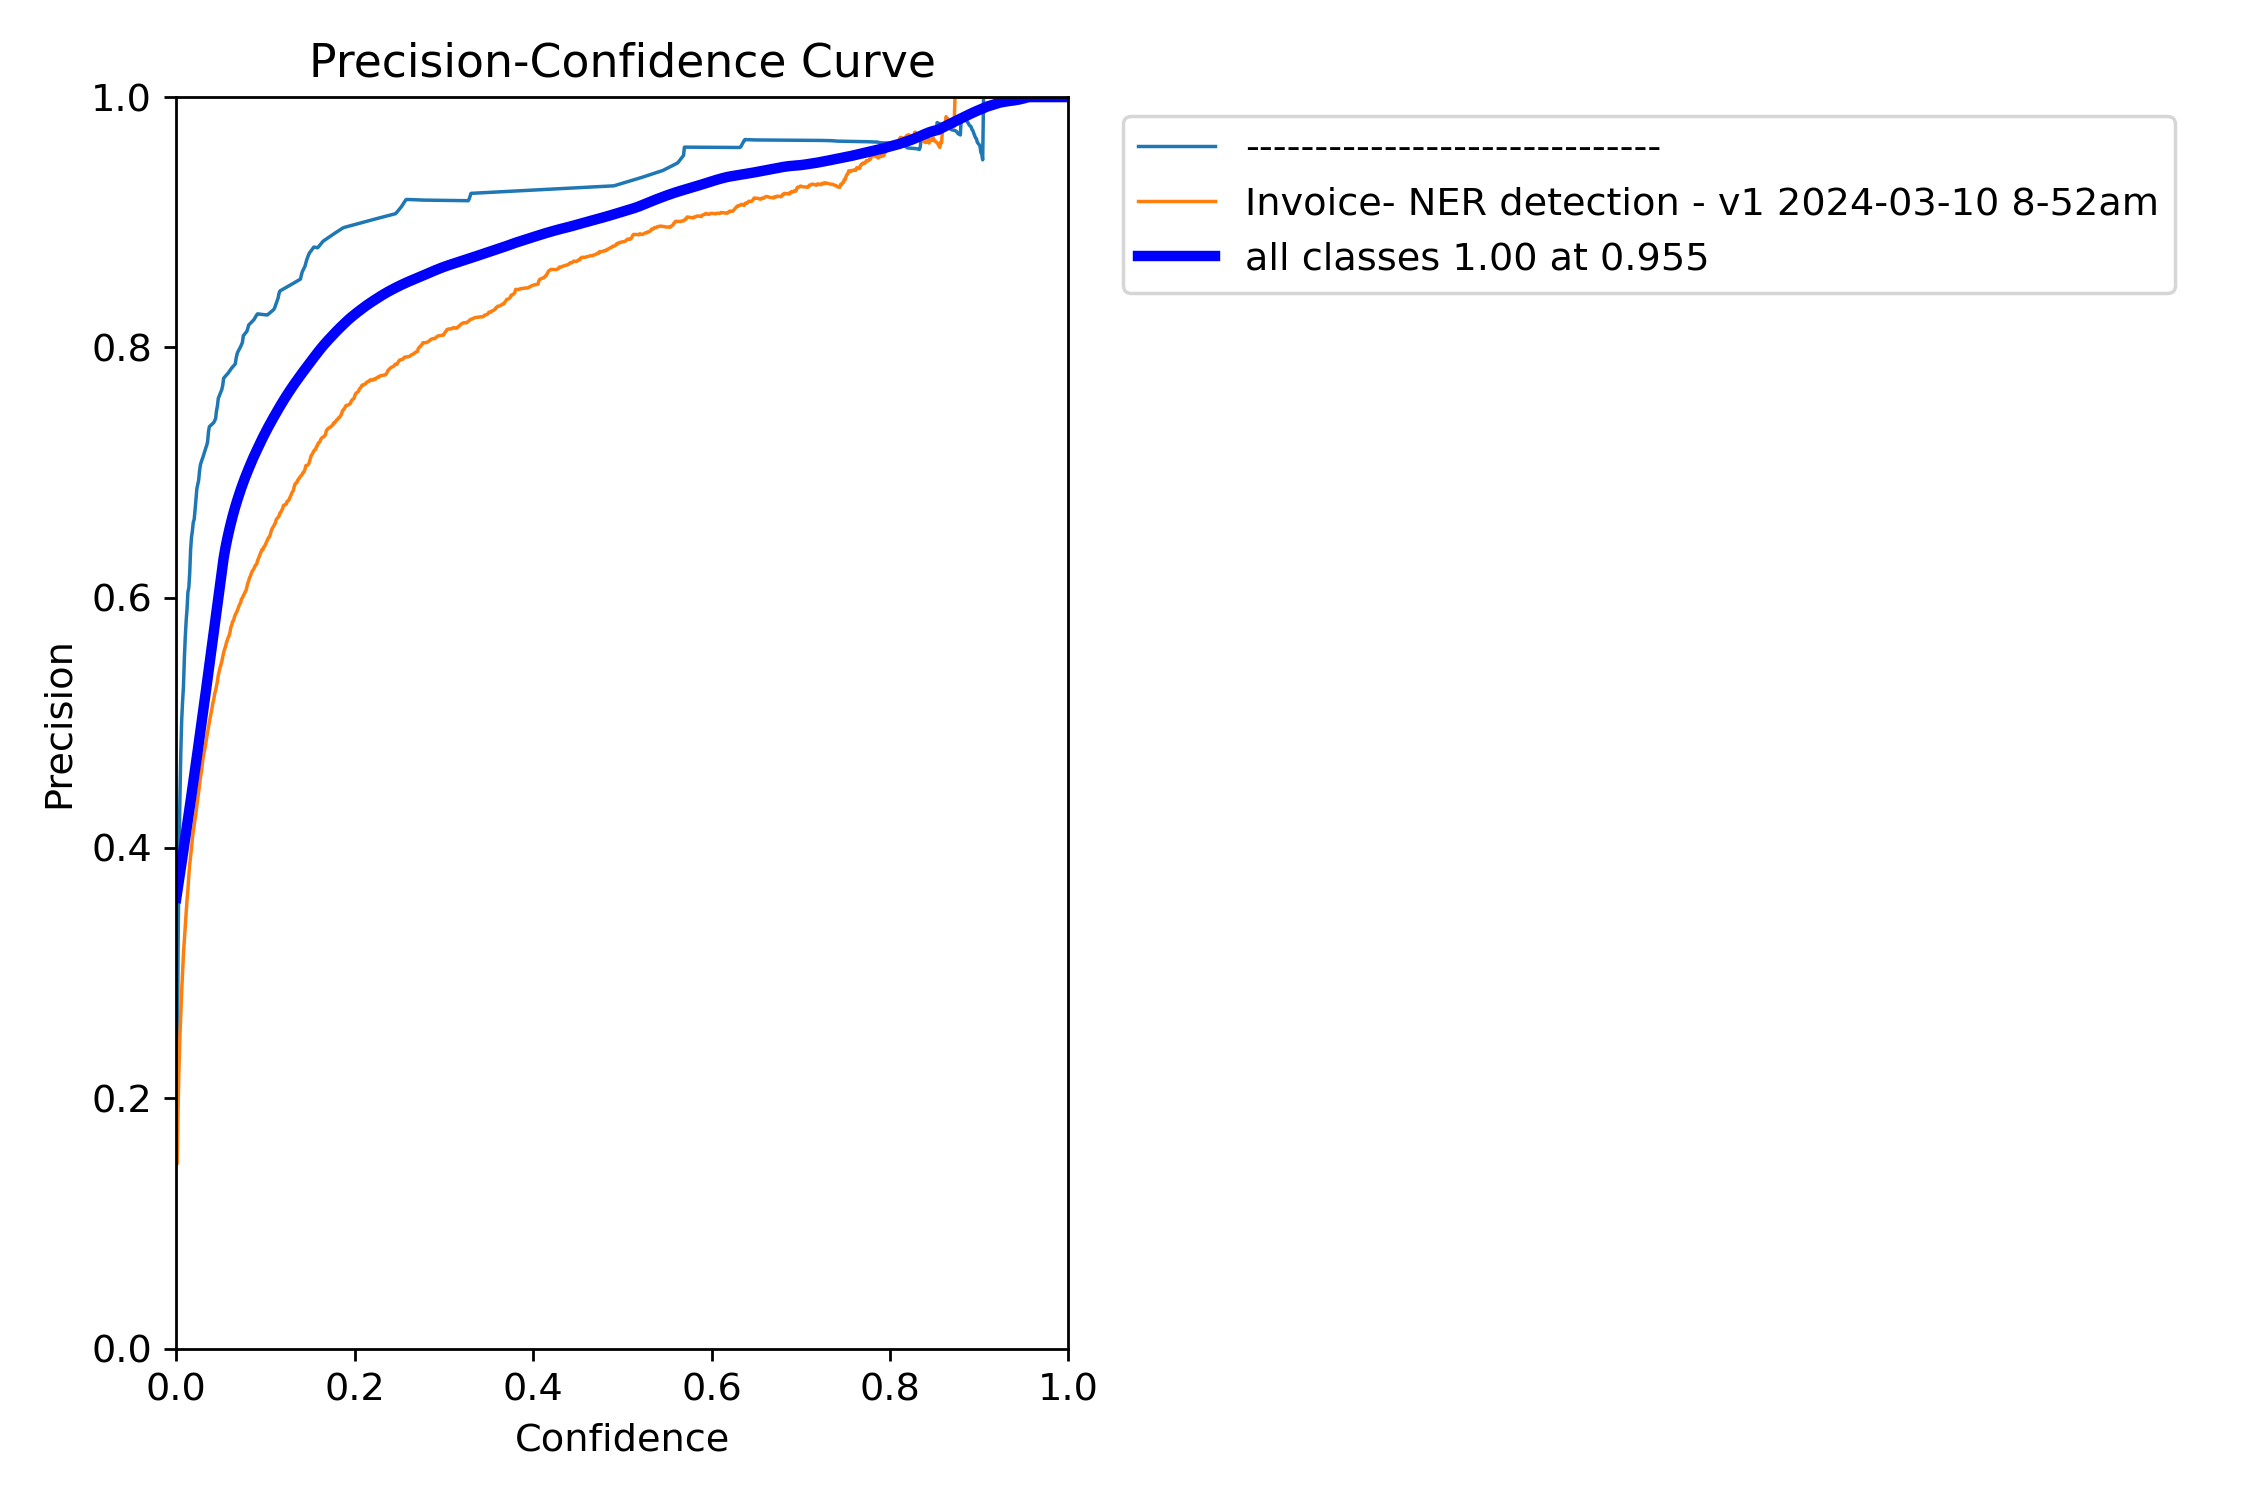 Precision-Confidence Curve
1.0
0.8
0.6
0.4
0.2
0.0
Precision
0.0 0.2 0.4 0.6 0.8 1.0
Confidence
------------------------------
Invoice- NER detection - v1 2024-03-10 8-52am
all classes 1.00 at 0.955